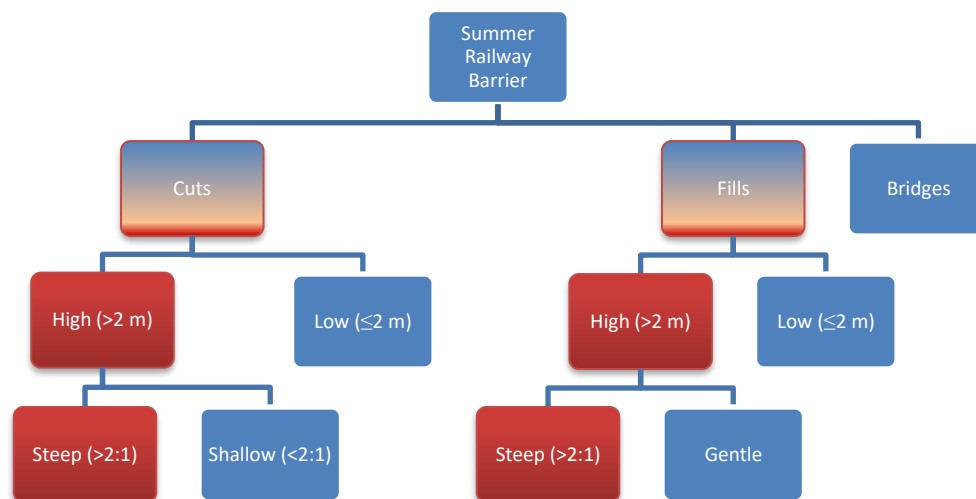 Summer
Railway
Barrier
Cuts
Fills
Bridges
High (>2 m)
Low (≤2 m)
High (>2 m)
Low (≤2 m)
Steep (>2:1)
Shallow (<2:1)
Steep (>2:1)
Gentle